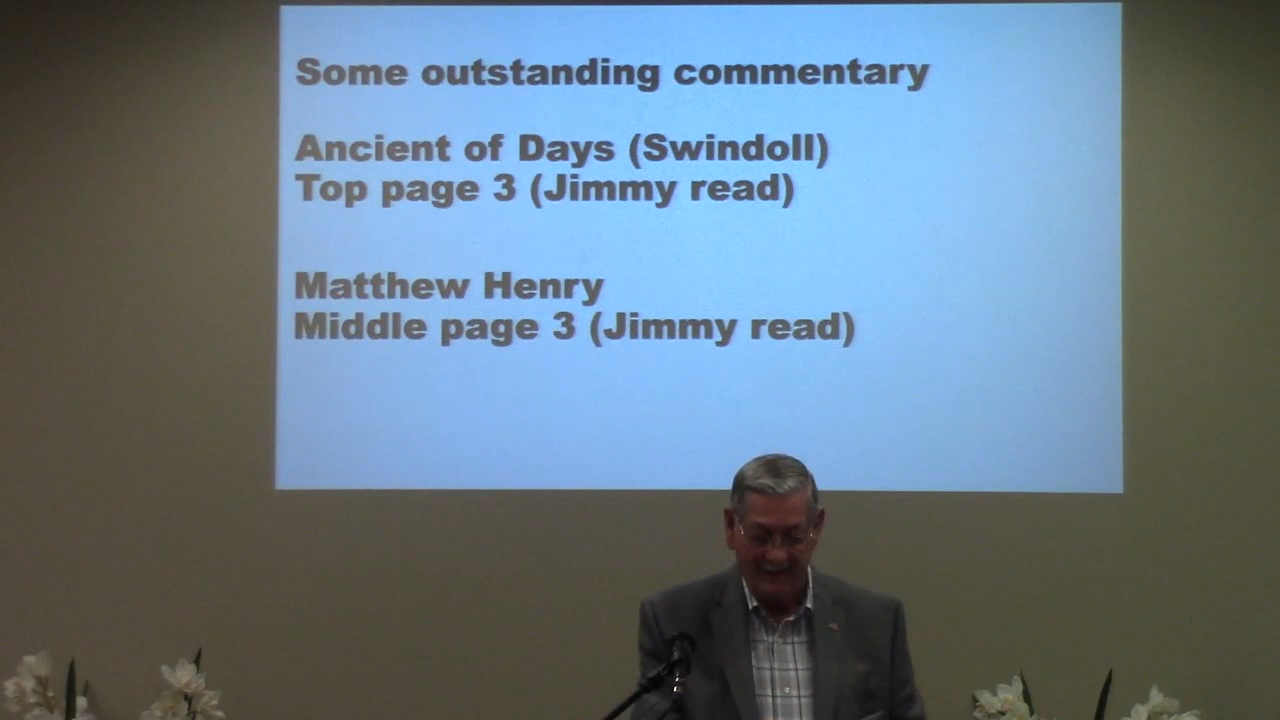 Some outstanding commentary
Ancient of Days (Swindoll)
Top page 3 (Jimmy read)
Matthew Henry
Middle page 3 (Jimmy read)